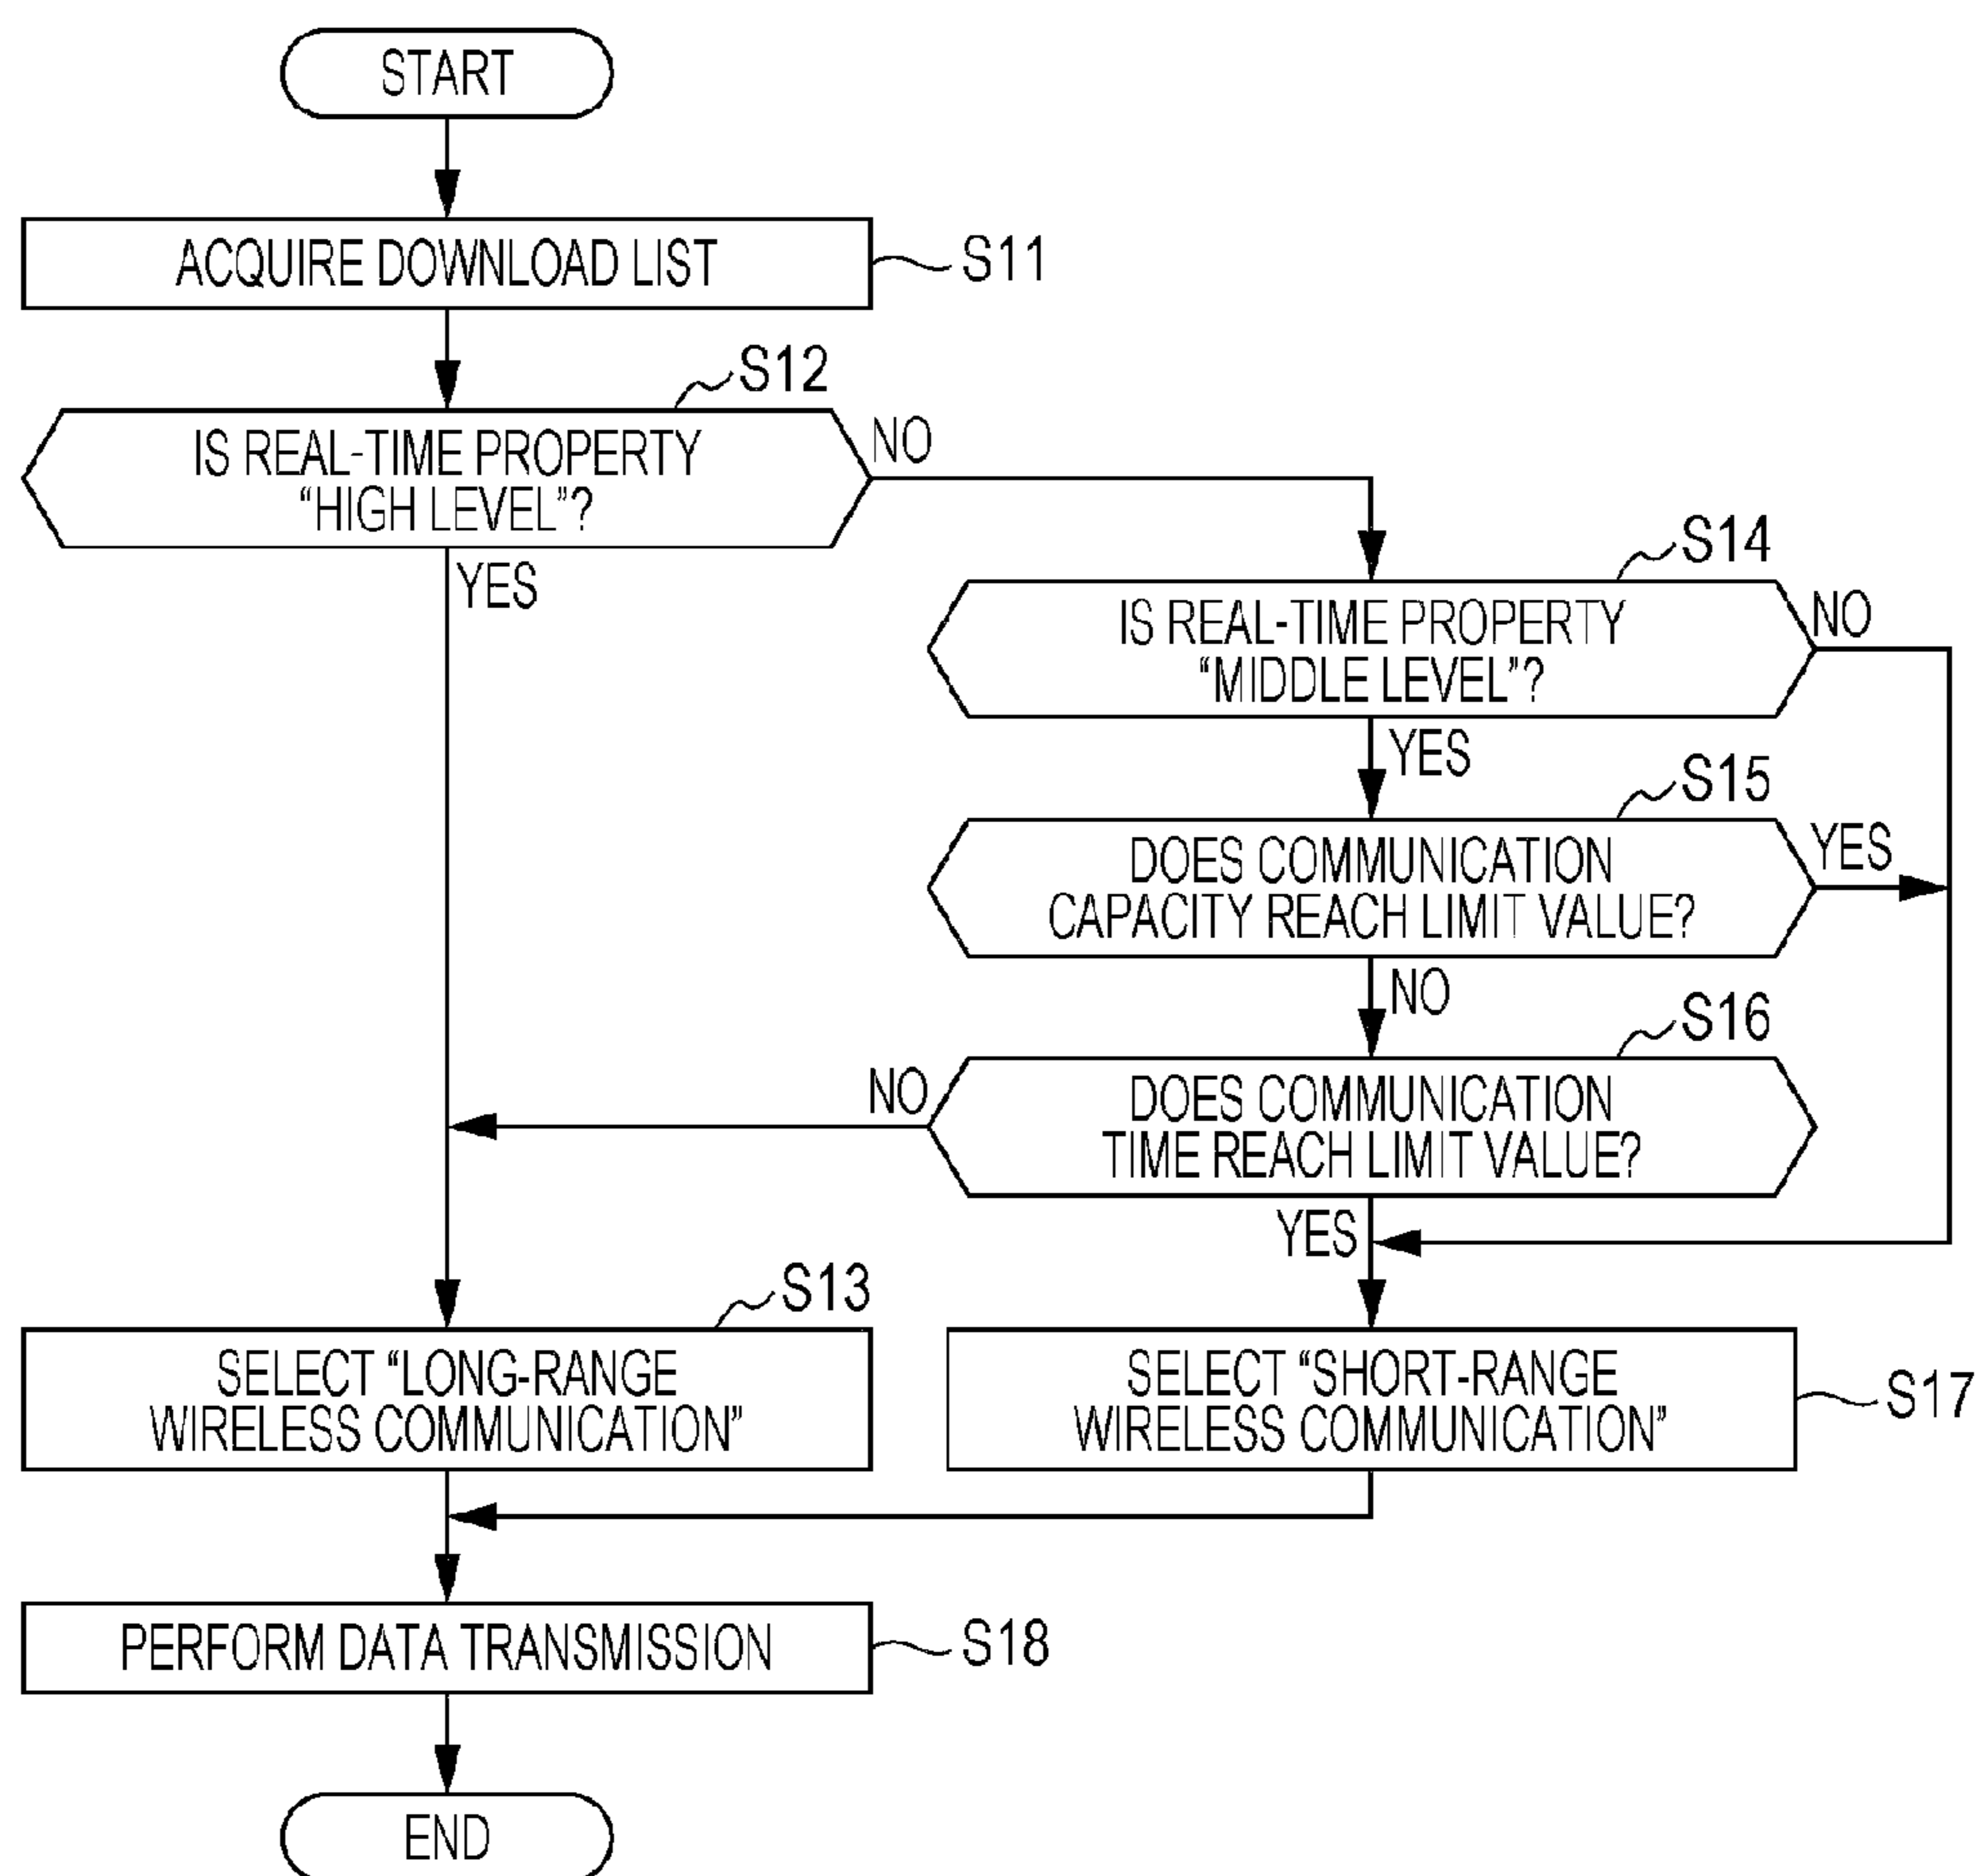 START
ACQUIRE DOWNLOAD LIST
S11
S12
IS REAL-TIME PROPERTY
“HIGH LEVEL”?
NO
YES
S14
IS REAL-TIME PROPERTY
“MIDDLE LEVEL”?
NO
YES
S15
DOES COMMUNICATION
CAPACITY REACH LIMIT VALUE?
YES
NO
S16
DOES COMMUNICATION
TIME REACH LIMIT VALUE?
NO
YES
S13
SELECT “LONG-RANGE
WIRELESS COMMUNICATION”
SELECT “SHORT-RANGE
WIRELESS COMMUNICATION”
S17
PERFORM DATA TRANSMISSION
S18
END